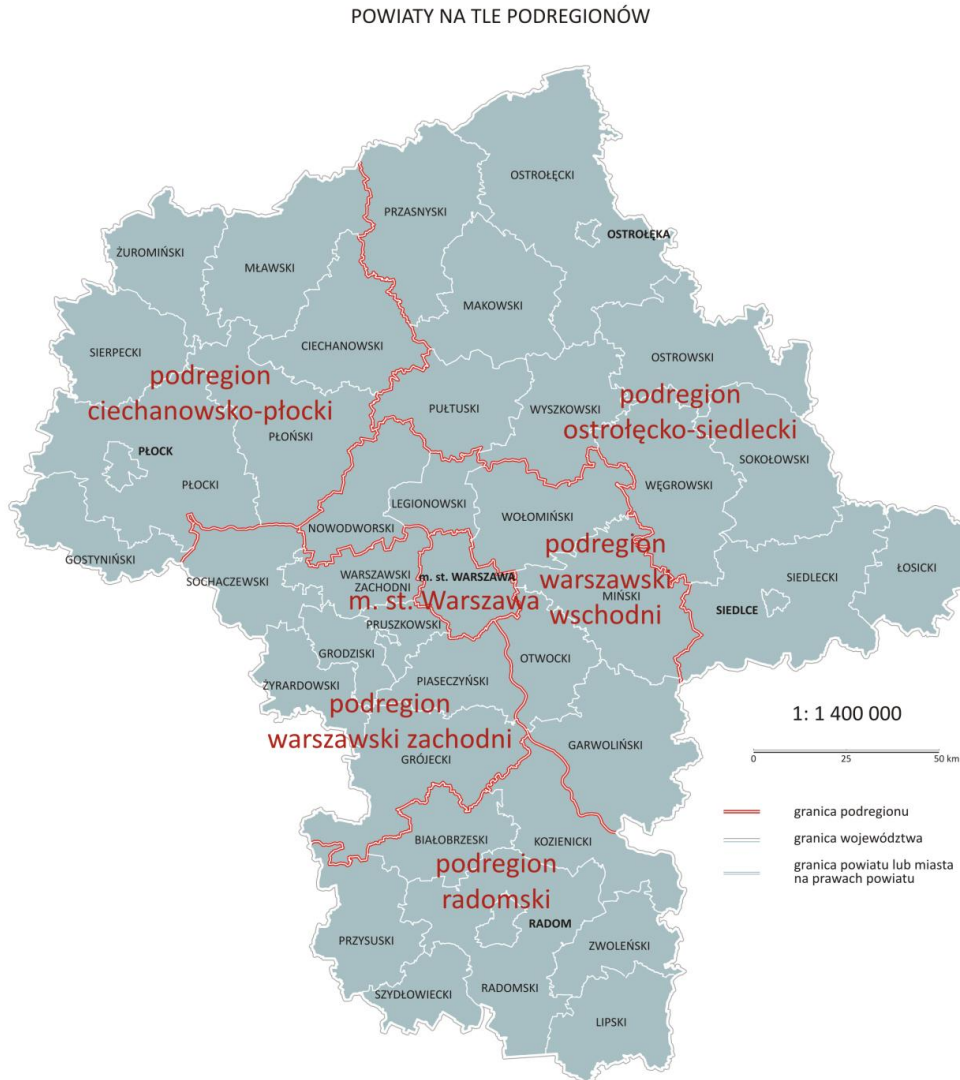 POWIATY NA TLE PODREGIONÓW
OSTROŁĘCKI
PRZASNYSKI
OSTROŁĘKA
ŻUROMIŃSKI
MŁAWSKI
MAKOWSKI
CIECHANOWSKI
SIERPECKI
OSTROWSKI
podregion
ciechanowsko-płocki
podregion
ostrołęcko-siedlecki
PUŁTUSKI
WYSZKOWSKI
PŁOŃSKI
PŁOCK
SOKOŁOWSKI
PŁOCKI
WĘGROWSKI
LEGIONOWSKI
WOŁOMIŃSKI
NOWODWORSKI
GOSTYNIŃSKI
SOCHACZEWSKI
podregion
warszawski
wschodni
WARSZAWSKI
ZACHODNI
m. st. WARSZAWA
m. st. Warszawa
MIŃSKI
SIEDLCE
SIEDLECKI
ŁOSICKI
PRUSZKOWSKI
GRODZISKI
OTWOCKI
ŻYRARDOWSKI
PIASECZYŃSKI
podregion
warszawski zachodni
GRÓJECKI
GARWOLIŃSKI
1: 1 400 000
0 25 50 km
granica podregionu
granica województwa
granica powiatu lub miasta
na prawach powiatu
BIAŁOBRZESKI
KOZIENICKI
podregion
radomski
RADOM
PRZYSUSKI
ZWOLEŃSKI
SZYDŁOWIECKI
RADOMSKI
LIPSKI